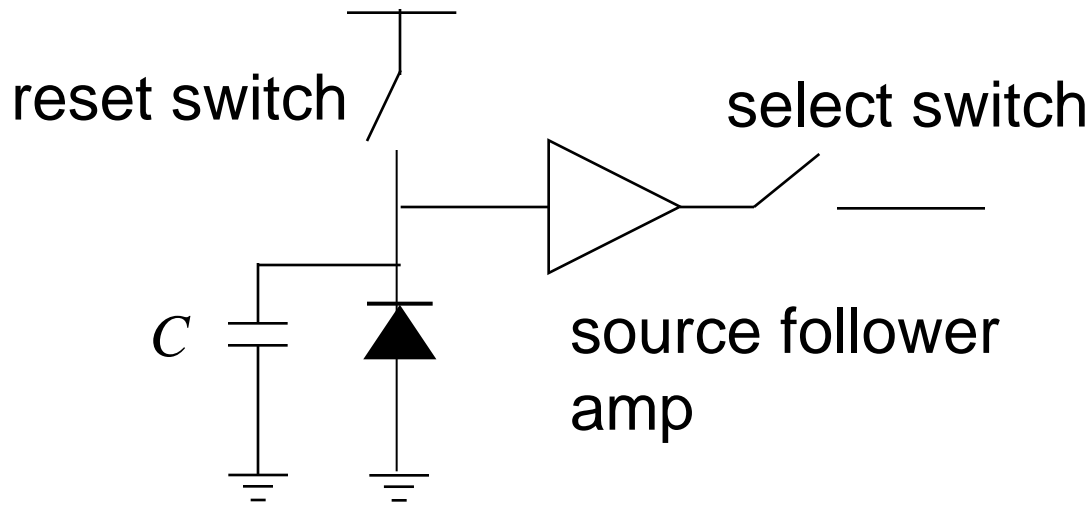 reset switch
select switch
C
source follower
amp